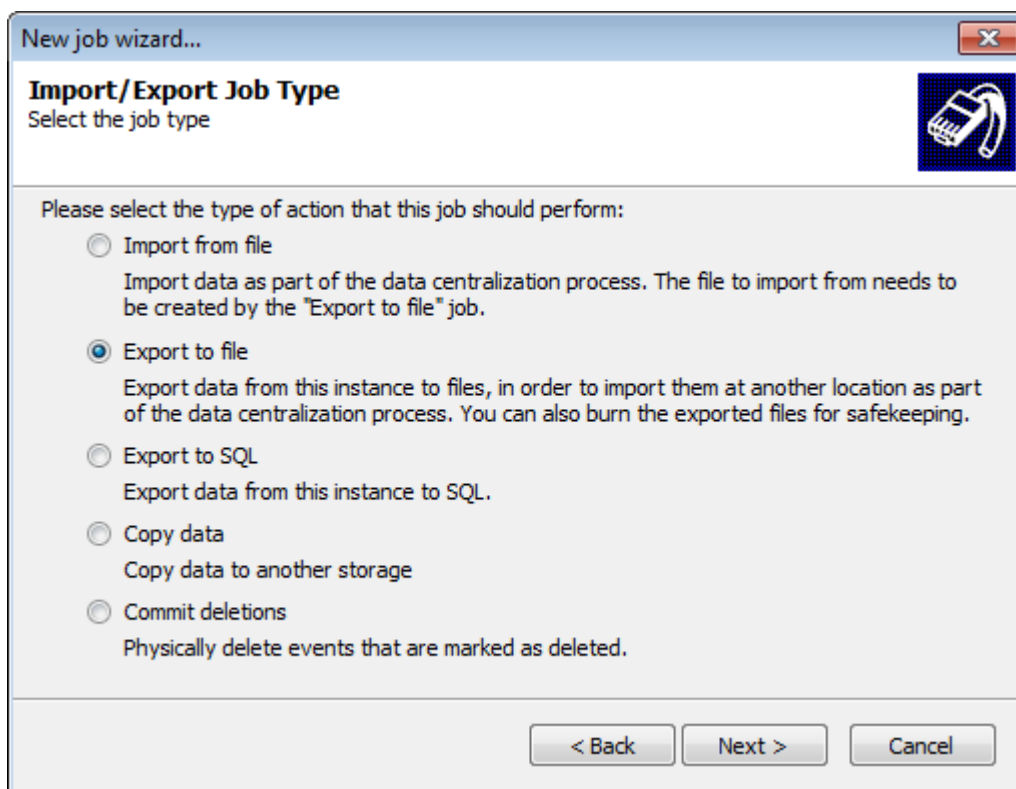 New job wizard...
Import/Export Job Type
Select the job type
Please select the type of action that this job should perform:
Import from file
Import data as part of the data centralization process. The file to import from needs to
be created by the "Export to file" job.
Export to file
Export data from this instance to files, in order to import them at another location as part
of the data centralization process. You can also burn the exported files for safekeeping.
Export to SQL
Export data from this instance to SQL.
Copy data
Copy data to another storage
Commit deletions
Physically delete events that are marked as deleted.
< Back Next > Cancel